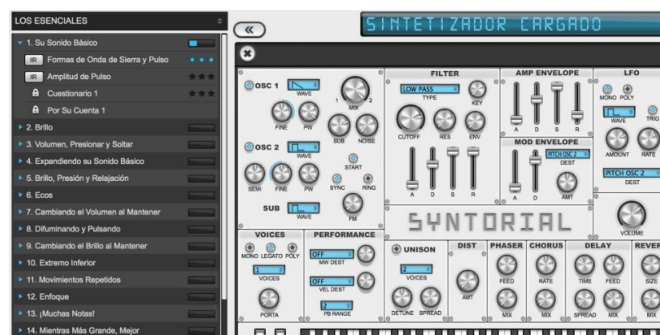 LOS ESENCIALES
1. Su Sonido Básico
IR Formas de Onda de Sierra y Pulso
IR Amplitud de Pulso
Cuestionario 1
Por Su Cuenta 1
2. Brillo
3. Volumen, Presionar y Soltar
4. Expandiendo su Sonido Básico
5. Brillo, Presión y Relajación
6. Ecos
7. Cambiando el Volumen al Mantener
8. Difuminando y Pulsando
9. Cambiando el Brillo al Mantener
10. Extremo Inferior
11. Movimientos Repetidos
12. Enfoque
13. ¡Muchas Notas!
14. Mientras Más Grande, Mejor
SINTETIZADOR CARGADO
OSC 1
WAVE
1 2
MIX
FINE PW
SUB NOISE
OSC 2
WAVE
START
SEMI FINE PW
SYNC RING
SUB
WAVE
FM
FILTER
LOW PASS
TYPE
KEY
CUTOFF RES ENV
A D S R
AMP ENVELOPE
A D S R
MOD ENVELOPE
PITCH OSC 2
DEST
A D
AMT
LFO
MONO POLY
WAVE
TRIG
AMOUNT RATE
PITCH OSC 2
DEST
SYNTORIAL
VOLUME
VOICES
MONO LEGATO POLY
1
VOICES
PORTA
PERFORMANCE
OFF
MW DEST
OFF
VEL DEST
2
PB RANGE
UNISON
2
VOICES
DETUNE SPREAD
DIST
AMT
PHASER
FEED
MIX
CHORUS
RATE
MIX
DELAY
TIME FEED
SPREAD MIX
REVER
SIZE
MIX